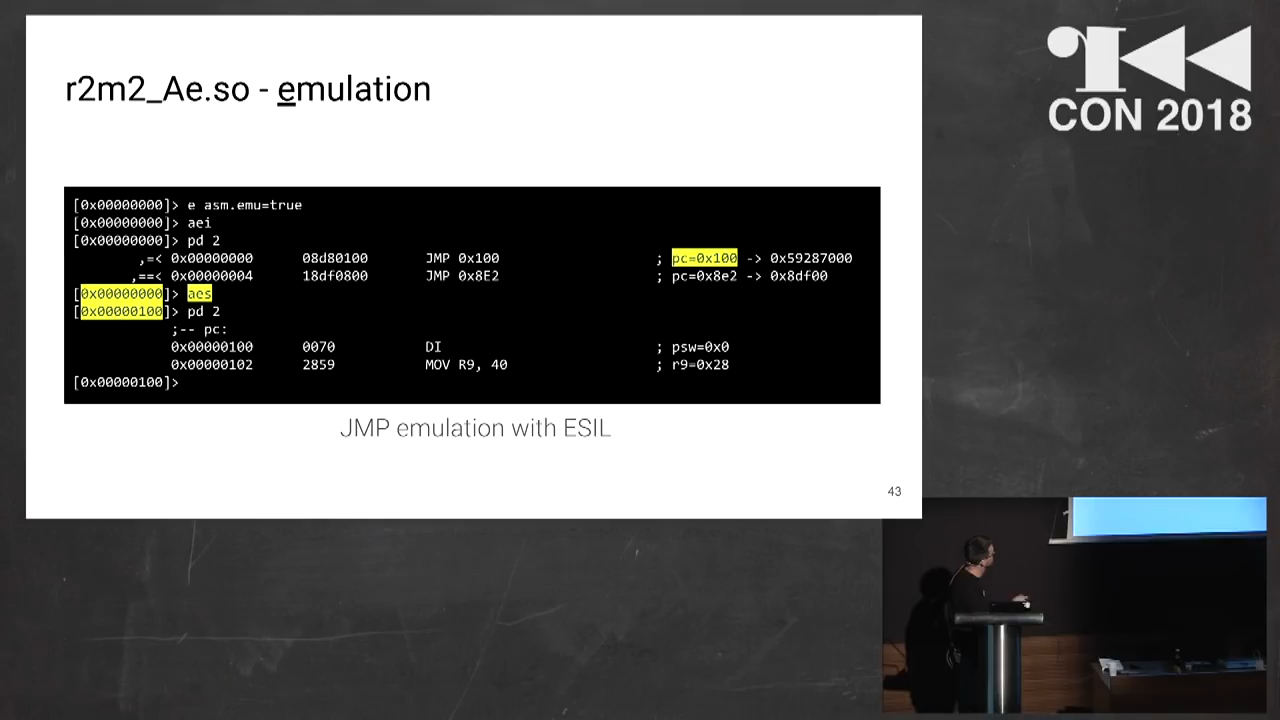 r2m2_Ae.so - emulation
[0x00000000]> e asm.emu=true
[0x00000000]> aei
[0x00000000]> pd 2
,=< 0x00000000 08d80100 JMP 0x100 ; pc=0x100 -> 0x59287000
,==< 0x00000004 18df0800 JMP 0x8E2 ; pc=0x8e2 -> 0x8df00
[0x00000000]> aes
[0x00000100]> pd 2
;-- pc:
0x00000100 0070 DI ; psw=0x0
0x00000102 2859 MOV R9, 40 ; r9=0x28
[0x00000100]>
JMP emulation with ESIL
43
CON 2018